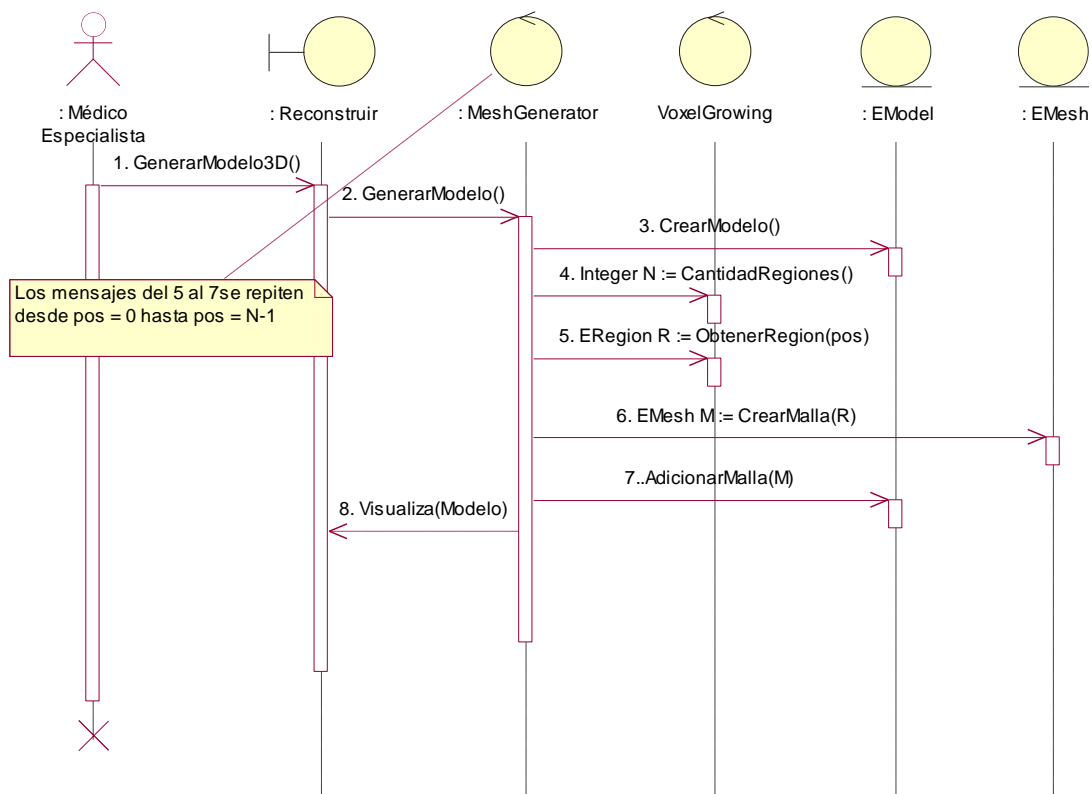 : Médico
Especialista
: Reconstruir
: MeshGenerator
VoxelGrowing
: EModel
: EMesh
1. GenerarModelo3D()
2. GenerarModelo()
3. CrearModelo()
4. Integer N := CantidadRegiones()
Los mensajes del 5 al 7se repiten
desde pos = 0 hasta pos = N-1
5. ERegion R := ObtenerRegion(pos)
6. EMesh M := CrearMalla(R)
7..AdicionarMalla(M)
8. Visualiza(Modelo)